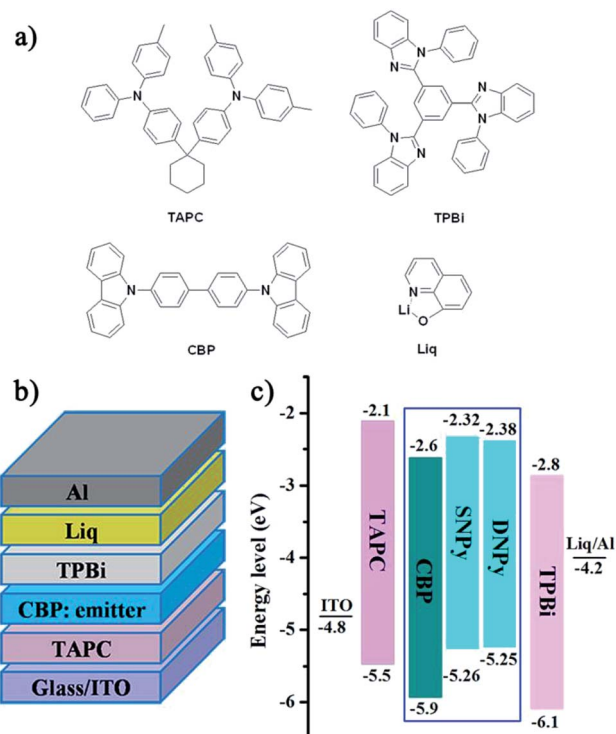 a)
N
N
N
N
N
N
N
N
TAPC
TPBi
N
N
N
Li
O
CBP
Liq
b)
Al
Liq
TPBi
CBP: emitter
TAPC
Glass/ITO
c)
Energy level (eV)
-2
-3
-4
-5
-6
ITO
-4.8
-2.1
TAPC
-5.5
-2.6
CBP
-5.9
-2.32
SNPy
-5.26
-2.38
DNPy
-5.25
-2.8
TPBi
-6.1
Liq/Al
-4.2